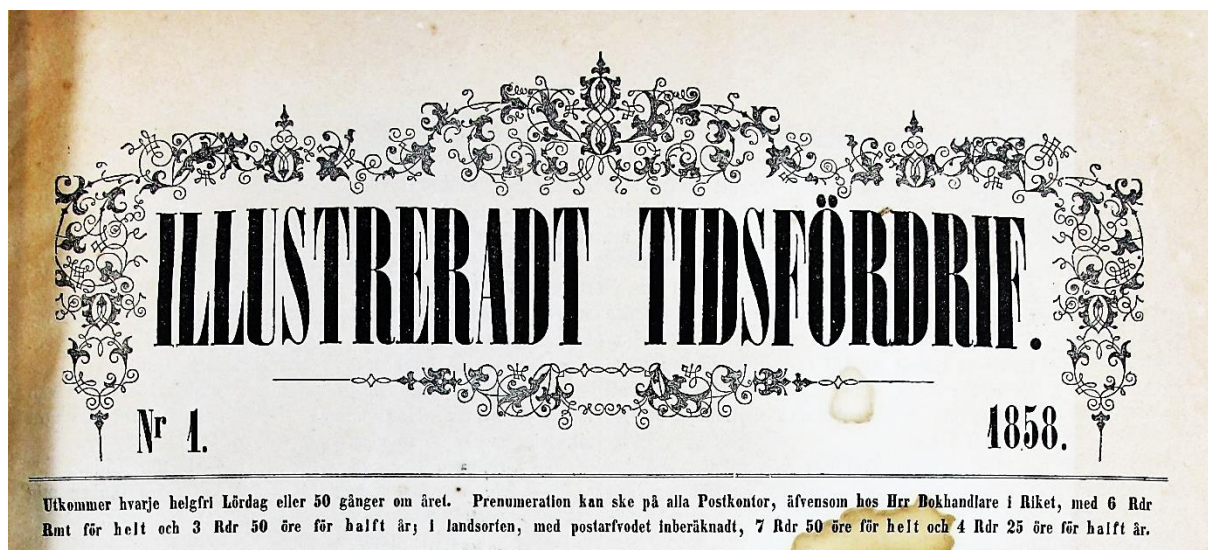 ILLUSTRERADT TIDSFÖRDRIF.
Nr 1. 1858.
Utkommer hvarje helgfri Lördag eller 50 gånger om året. Prenumeration kan ske på alla Postkontor, äfvensom hos Hrr Bokhandlare i Riket, med 6 Rdr
Rmt för helt och 3 Rdr 50 öre för halft år; i landsorten, med postarfvodet inberäknadt, 7 Rdr 50 öre för helt och 4 Rdr 25 öre för halft år.